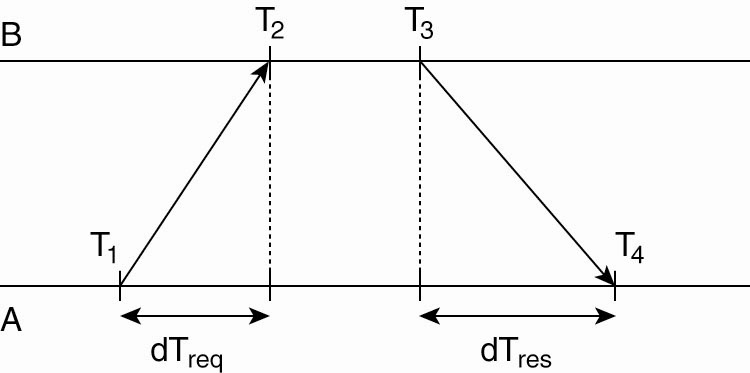 T2 T3
B
T1 T4
A
dTreq dTres